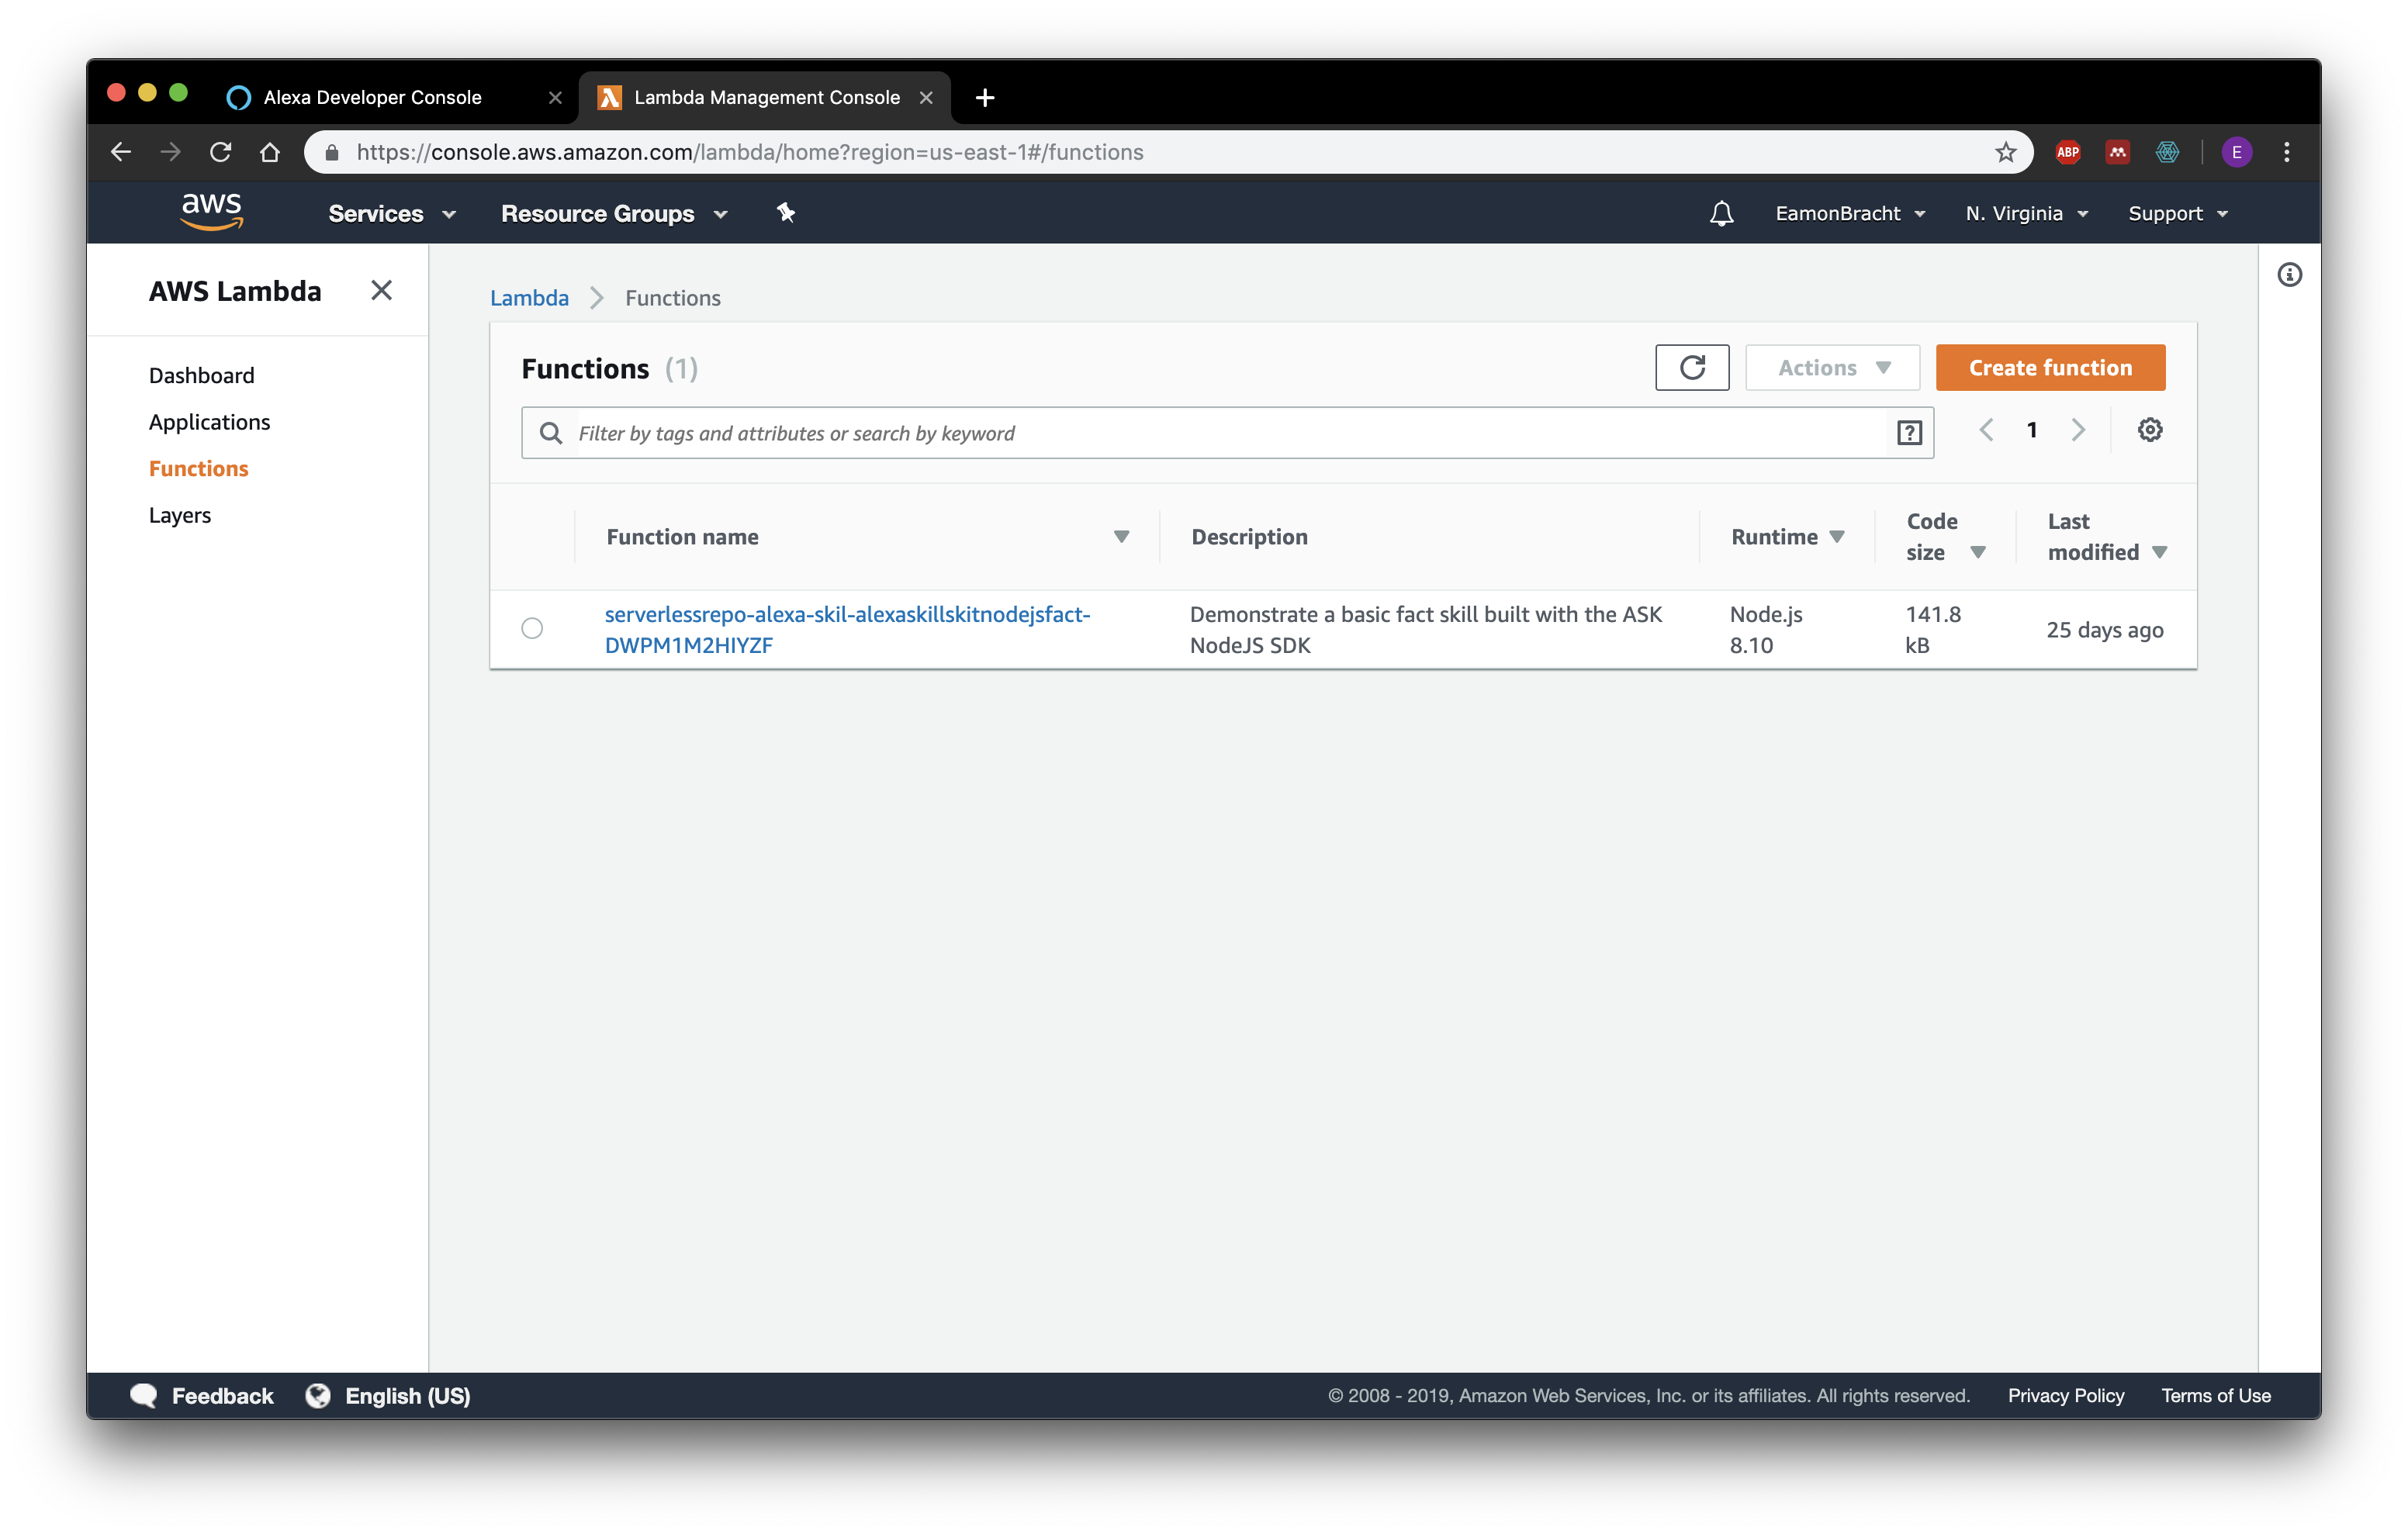 Alexa Developer Console
Lambda Management Console
https://console.aws.amazon.com/lambda/home?region=us-east-1#/functions
ABP
E
aws
Services
Resource Groups
EamonBracht
N. Virginia
Support
AWS Lambda
Dashboard
Applications
Functions
Layers
Lambda
Functions
Functions (1)
Actions
Create function
Filter by tags and attributes or search by keyword
1
Function name
Description
Runtime
Code
size
Last
modified
serverlessrepo-alexa-skil-alexaskillskitnodejsfact-
DWPM1M2HIYZF
Demonstrate a basic fact skill built with the ASK
NodeJS SDK
Node.js
8.10
141.8
kB
25 days ago
Feedback
English (US)
© 2008 - 2019, Amazon Web Services, Inc. or its affiliates. All rights reserved.
Privacy Policy
Terms of Use